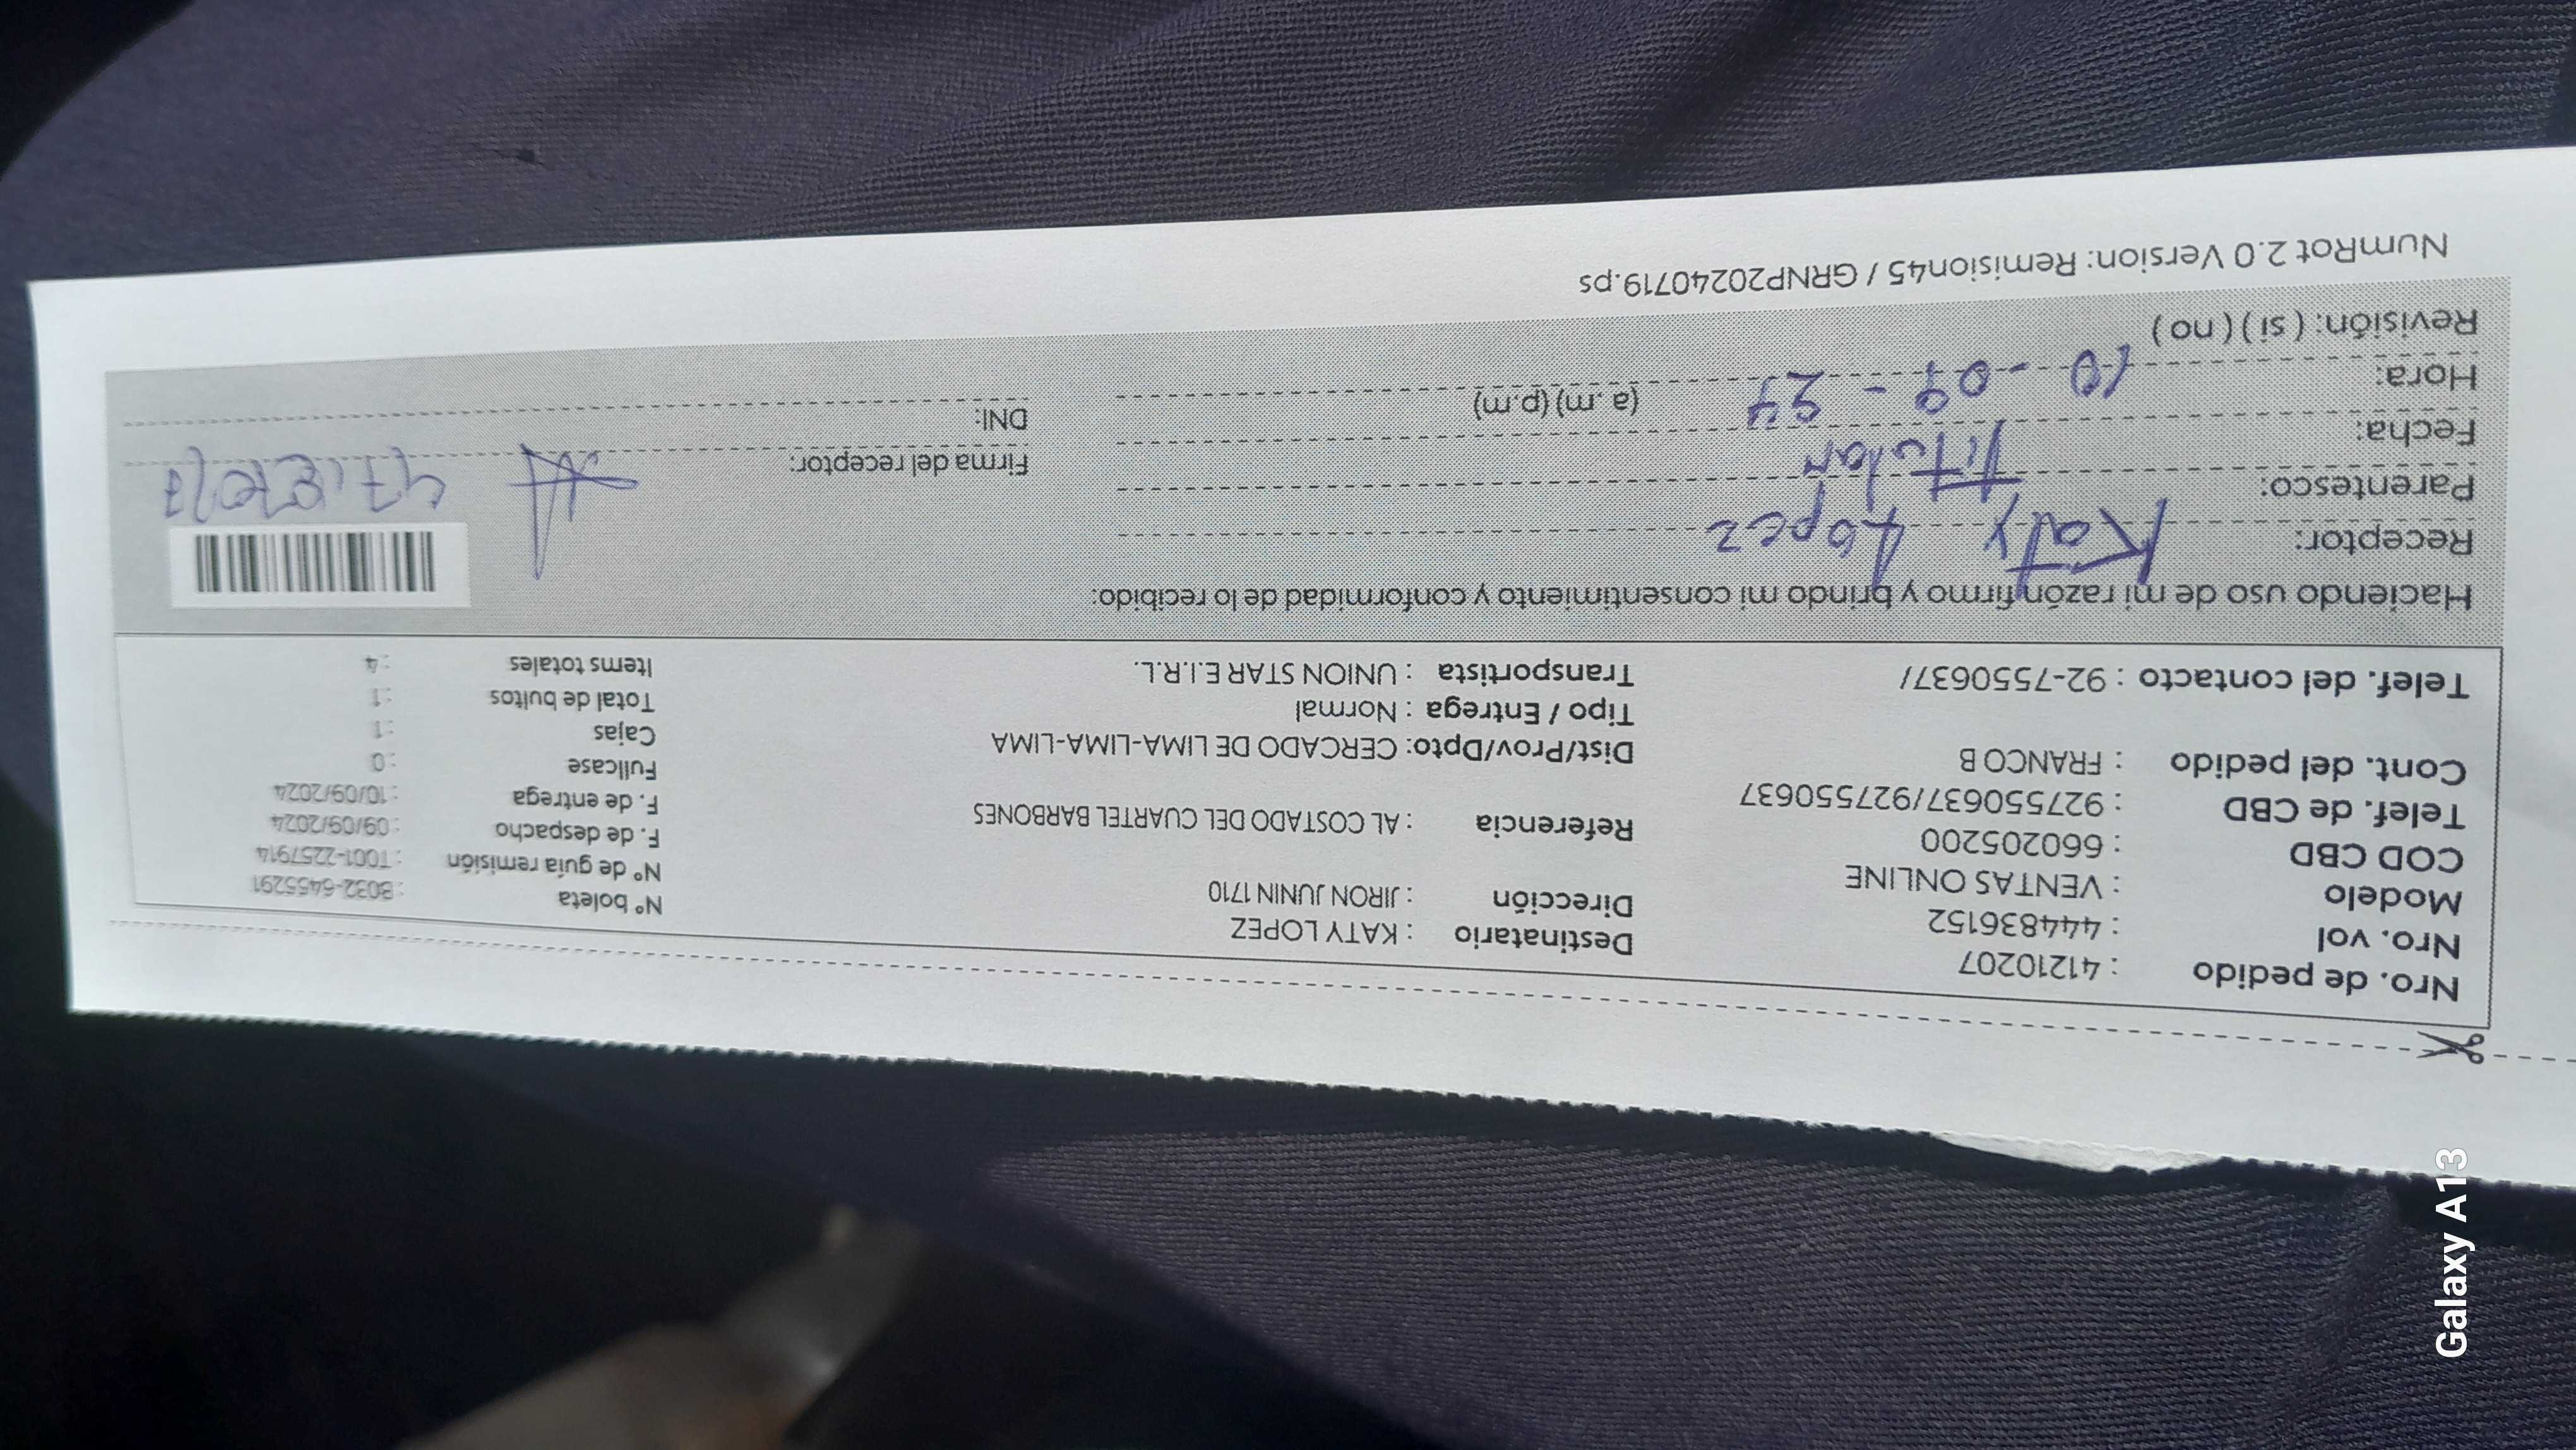 Nro. de pedido : 41210207
Nro. vol : 444836152
Modelo : VENTAS ONLINE
COD CBD : 660205200
Telef. de CBD : 927550637/927550637
Cont. del pedido : FRANCO B
Telef. del contacto : 92-7550637/
Destinatario : KATY LOPEZ
Dirección : JIRON JUNIN 1710
Referencia : AL COSTADO DEL CUARTEL BARBONES
Dist/Prov/Dpto: CERCADO DE LIMA-LIMA-LIMA
Tipo / Entrega : Normal
Transportista : UNION STAR E.I.R.L.
N° boleta : B032-6455291
N° de guía remisión : T001-2257914
F. de despacho : 09/09/2024
F. de entrega : 10/09/2024
Fullcase : 0
Cajas : 1
Total de bultos : 1
Items totales : 4
Haciendo uso de mi razón firmo y brindo mi consentimiento y conformidad de lo recibido:
Receptor: Katy Lopez
Parentesco: titular
Fecha: 10 - 09 - 24
Hora: (a.m) (p.m)
Revisión: ( si ) ( no )
Firma del receptor:
DNI:
NumRot 2.0 Version: Remision45 / GRNP20240719.ps
Galaxy A13